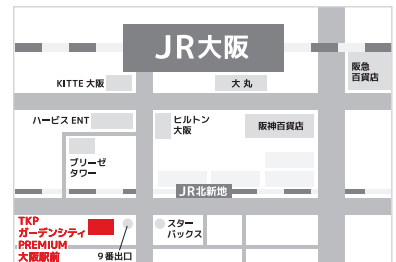 JR大阪
阪急
百貨店
KITTE 大阪
大 丸
ハービス ENT
ヒルトン
大阪
阪神百貨店
ブリーゼ
タワー
JR北新地
TKP
ガーデンシティ
PREMIUM
大阪駅前
9番出口
スター
バックス